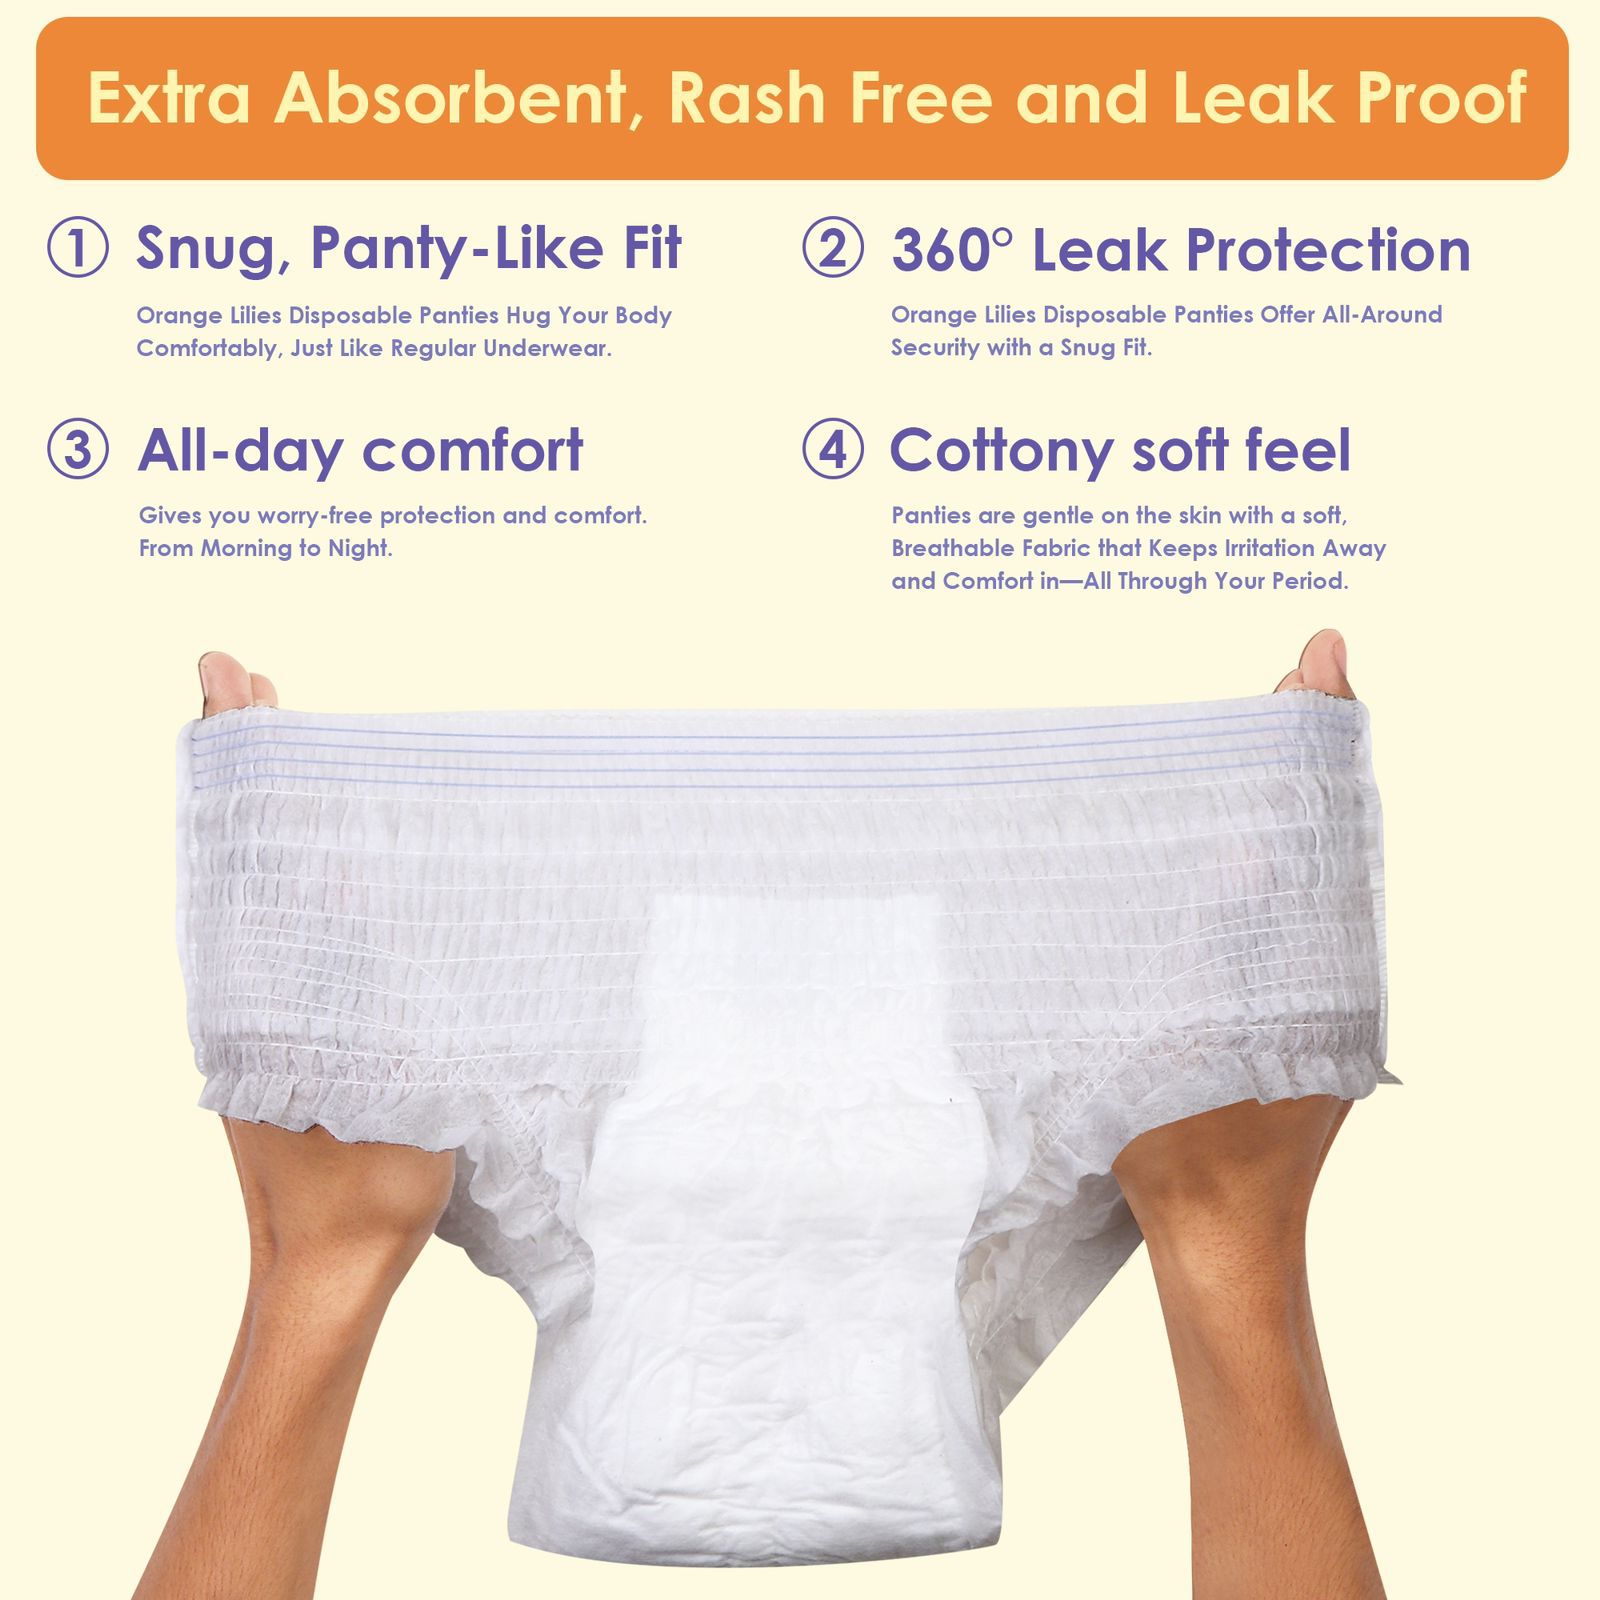 Extra Absorbent, Rash Free and Leak Proof
1 Snug, Panty-Like Fit
Orange Lilies Disposable Panties Hug Your Body
Comfortably, Just Like Regular Underwear.
2 360° Leak Protection
Orange Lilies Disposable Panties Offer All-Around
Security with a Snug Fit.
3 All-day comfort
Gives you worry-free protection and comfort.
From Morning to Night.
4 Cottony soft feel
Panties are gentle on the skin with a soft,
Breathable Fabric that Keeps Irritation Away
and Comfort in—All Through Your Period.